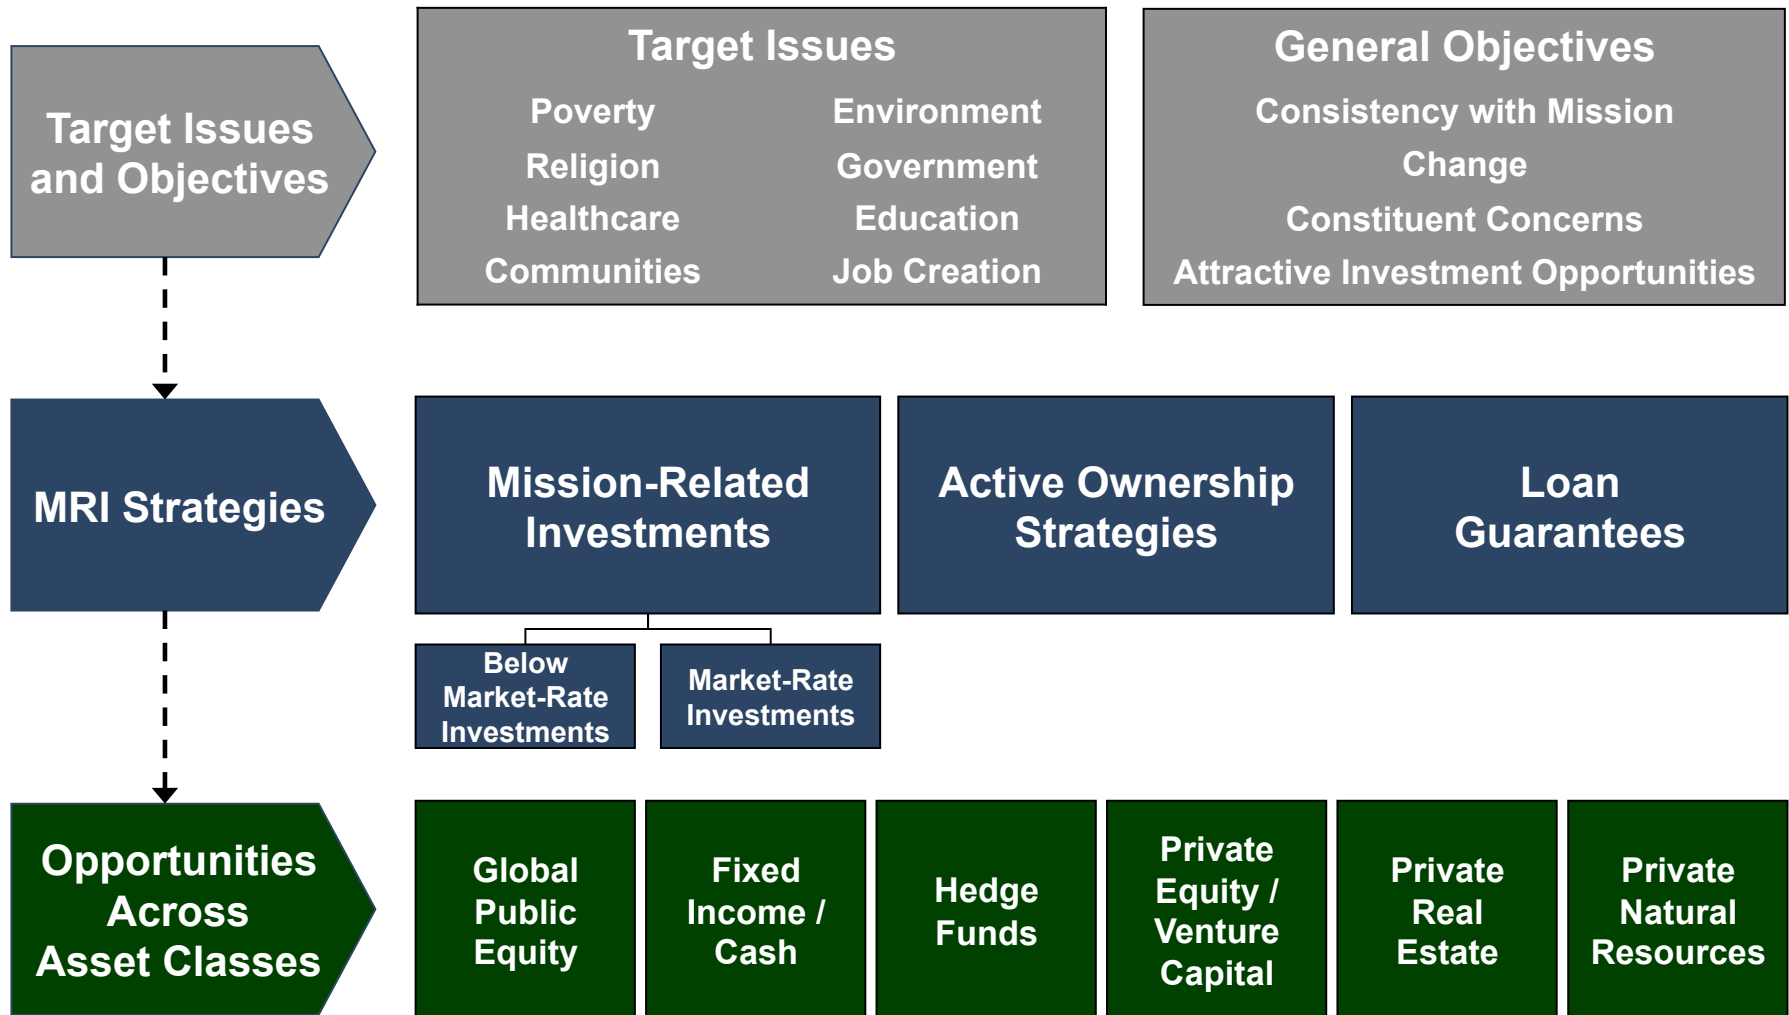 Target Issues
and Objectives
Target Issues
Poverty
Environment
Religion
Government
Healthcare
Education
Communities
Job Creation
General Objectives
Consistency with Mission
Change
Constituent Concerns
Attractive Investment Opportunities
MRI Strategies
Mission-Related
Investments
Active Ownership
Strategies
Loan
Guarantees
Below
Market-Rate
Investments
Market-Rate
Investments
Opportunities
Across
Asset Classes
Global
Public
Equity
Fixed
Income /
Cash
Hedge
Funds
Private
Equity /
Venture
Capital
Private
Real
Estate
Private
Natural
Resources